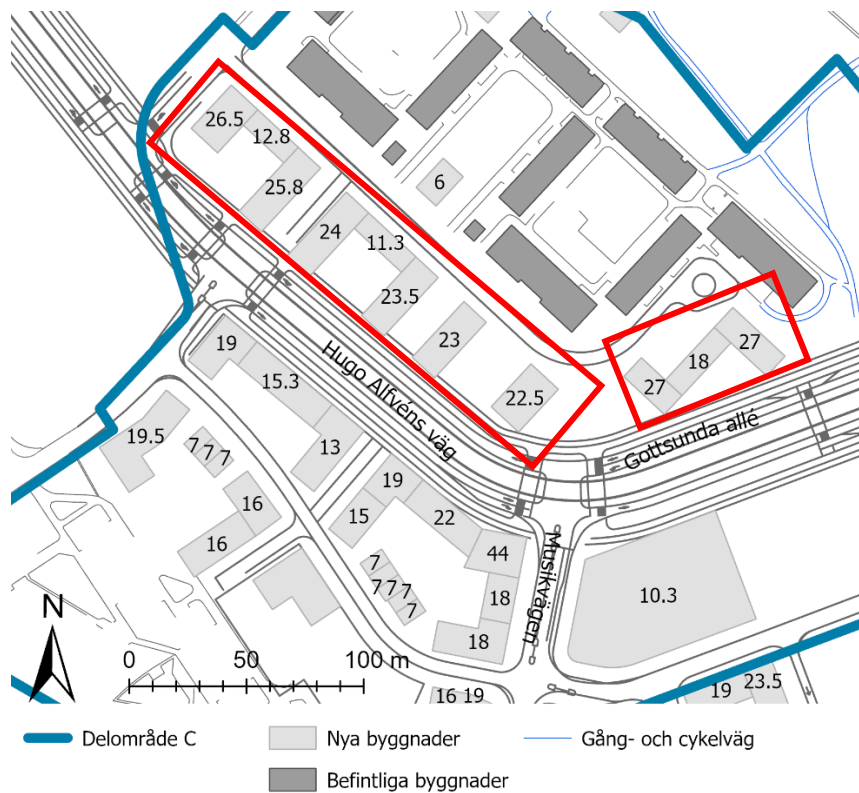 26.5
12.8
25.8
6
24
11.3
23.5
23
22.5
27
18
27
Hugo Alfvéns väg
Gottsunda allé
19
15.3
13
19.5
7 7 7
16
16
19
15
22
44
7
7 7 7
7
18
18
Musikvägen
10.3
16 19
19
23.5
N
0 50 100 m
Delområde C
Nya byggnader
Gång- och cykelväg
Befintliga byggnader